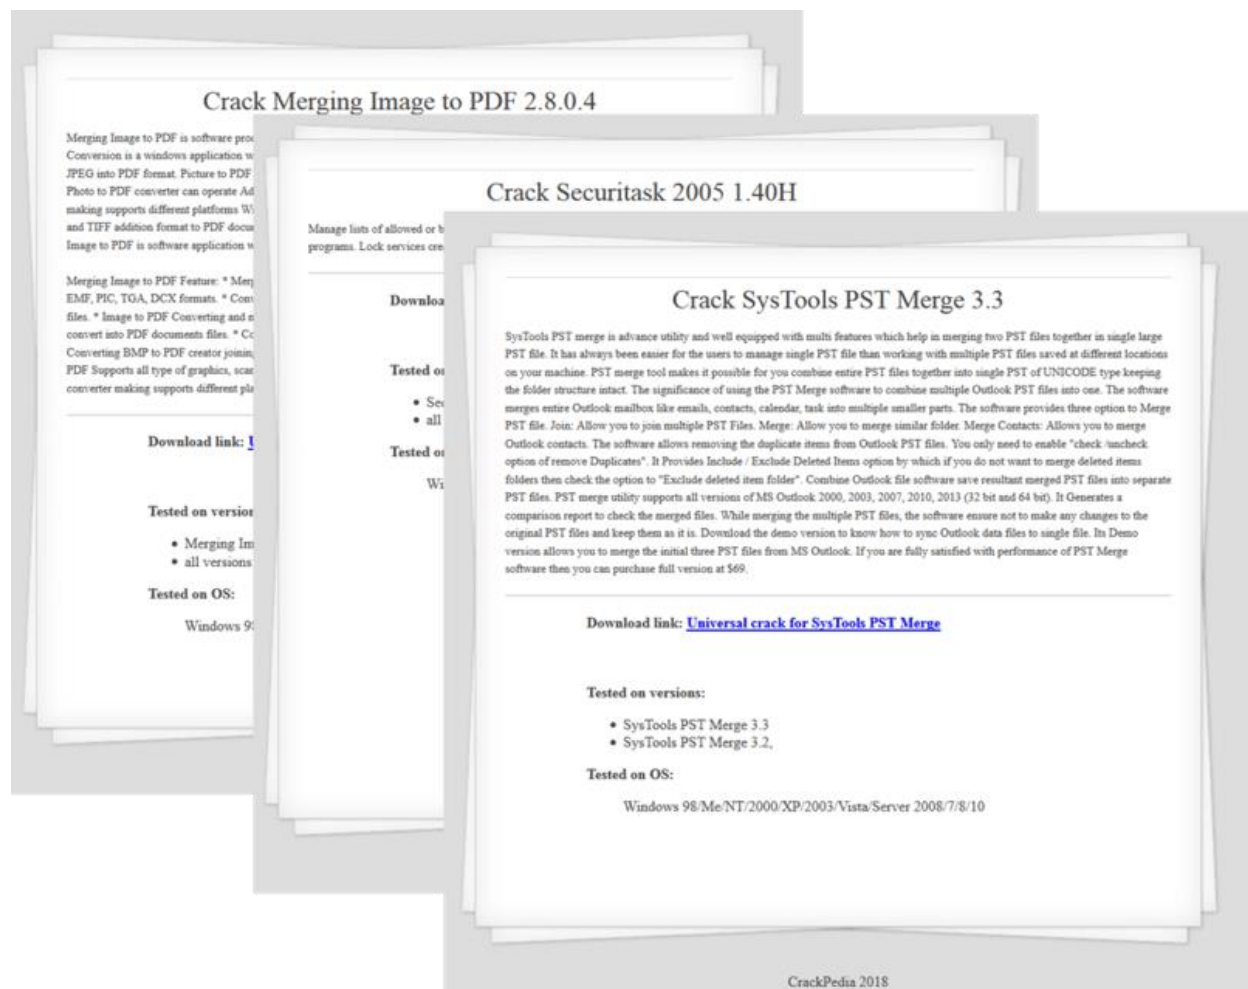 Crack Merging Image to PDF 2.8.0.4
Merging Image to PDF is software
Conversion is a windows application
JPEG into PDF format. Picture to PDF
Photo to PDF converter can operate
making supports different platforms
and TIFF addition format to PDF
Image to PDF is software application
Merging Image to PDF Feature: *
EMF, PIC, TGA, DCX formats. *
files. * Image to PDF Converting and
convert into PDF documents files. *
Converting BMP to PDF creator
PDF Supports all type of graphics,
converter making supports different
Download link:
Tested on
• Merging
• all versions
Tested on OS:
Windows
Crack Securitask 2005 1.40H
Manage lists of allowed or
programs. Lock services
Tested
• all
Tested
Crack SysTools PST Merge 3.3
SysTools PST merge is advance utility and well equipped with multi features which help in merging two PST files together in single large
PST file. It has always been easier for the users to manage single PST file than working with multiple PST files saved at different locations
on your machine. PST merge tool makes it possible for you combine entire PST files together into single PST of UNICODE type keeping
the folder structure intact. The significance of using the PST Merge software to combine multiple Outlook PST files into one. The software
merges entire Outlook mailbox like emails, contacts, calendar, task into multiple smaller parts. The software provides three option to Merge
PST file. Join: Allow you to join multiple PST Files. Merge: Allow you to merge similar folder. Merge Contacts: Allows you to merge
Outlook contacts. The software allows removing the duplicate items from Outlook PST files. You only need to enable "check /uncheck
option of remove Duplicates". It Provides Include / Exclude Deleted Items option by which if you do not want to merge deleted items
folders then check the option to "Exclude deleted item folder". Combine Outlook file software save resultant merged PST files into separate
PST files. PST merge utility supports all versions of MS Outlook 2000, 2003, 2007, 2010, 2013 (32 bit and 64 bit). It Generates a
comparison report to check the merged files. While merging the multiple PST files, the software ensure not to make any changes to the
original PST files and keep them as it is. Download the demo version to know how to sync Outlook data files to single file. Its Demo
version allows you to merge the initial three PST files from MS Outlook. If you are fully satisfied with performance of PST Merge
software then you can purchase full version at $69.
Download link: Universal crack for SysTools PST Merge
Tested on versions:
• SysTools PST Merge 3.3
• SysTools PST Merge 3.2,
Tested on OS:
Windows 98/Me/NT/2000/XP/2003/Vista/Server 2008/7/8/10
CrackPedia 2018